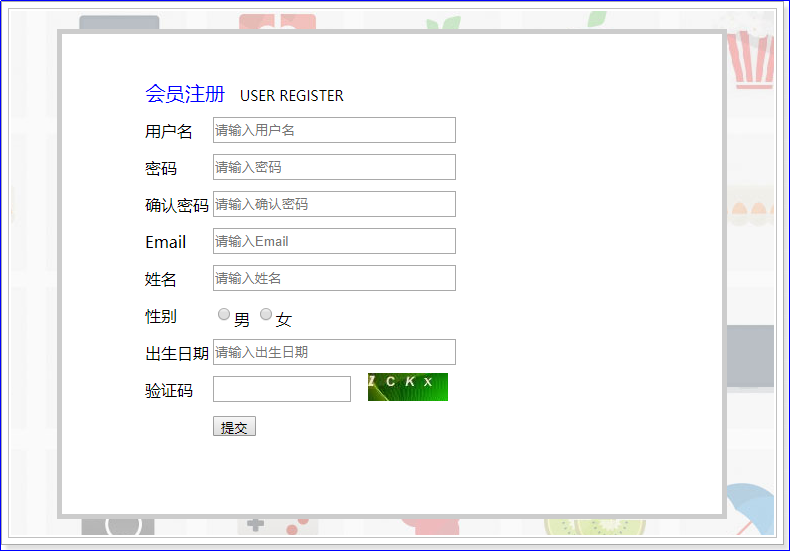 会员注册 USER REGISTER
用户名 请输入用户名
密码 请输入密码
确认密码 请输入确认密码
Email 请输入Email
姓名 请输入姓名
性别 男 女
出生日期 请输入出生日期
验证码 Z C K X
提交